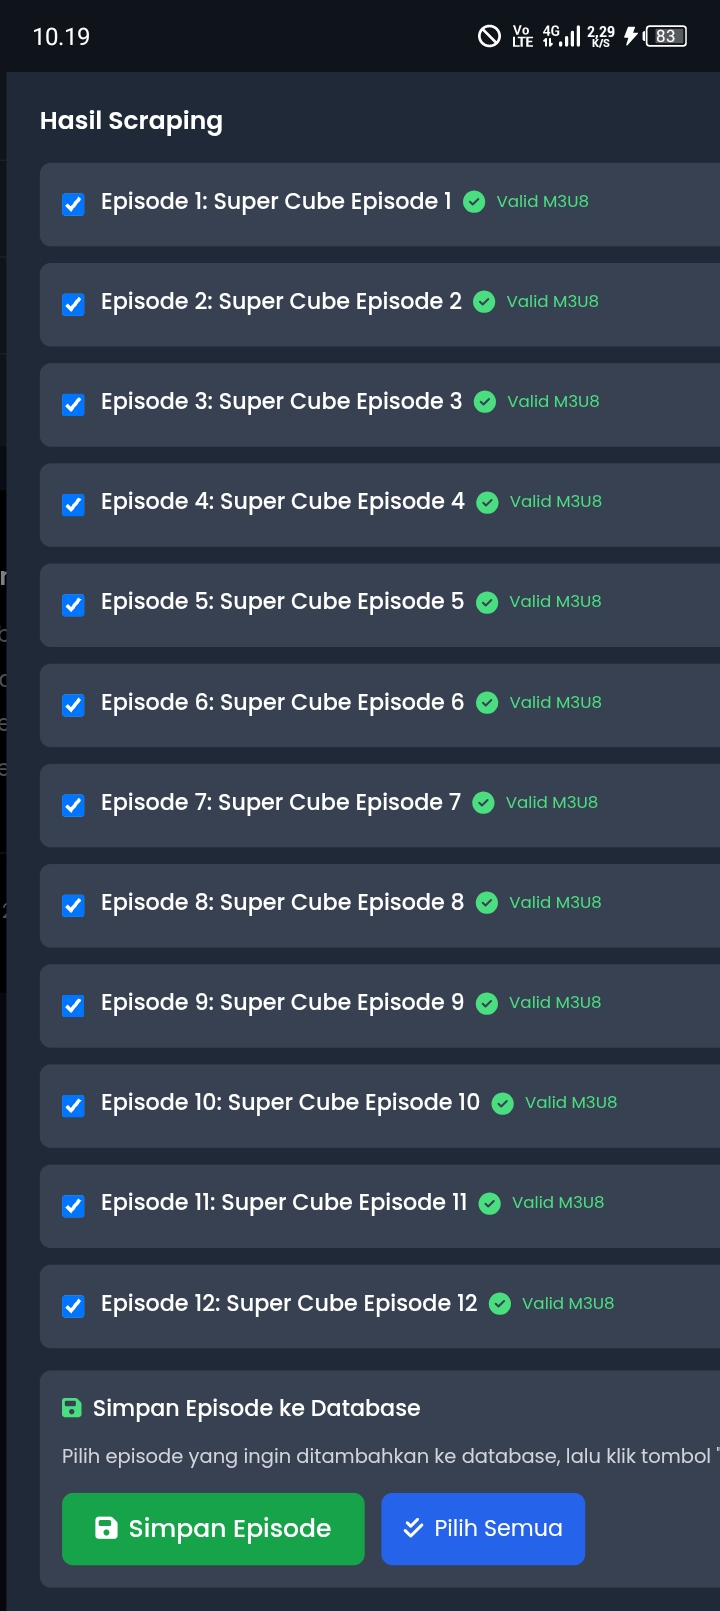 10.19
Vo LTE 4G 2,29 K/S 83
Hasil Scraping
Episode 1: Super Cube Episode 1 Valid M3U8
Episode 2: Super Cube Episode 2 Valid M3U8
Episode 3: Super Cube Episode 3 Valid M3U8
Episode 4: Super Cube Episode 4 Valid M3U8
Episode 5: Super Cube Episode 5 Valid M3U8
Episode 6: Super Cube Episode 6 Valid M3U8
Episode 7: Super Cube Episode 7 Valid M3U8
Episode 8: Super Cube Episode 8 Valid M3U8
Episode 9: Super Cube Episode 9 Valid M3U8
Episode 10: Super Cube Episode 10 Valid M3U8
Episode 11: Super Cube Episode 11 Valid M3U8
Episode 12: Super Cube Episode 12 Valid M3U8
Simpan Episode ke Database
Pilih episode yang ingin ditambahkan ke database, lalu klik tombol "
Simpan Episode
Pilih Semua